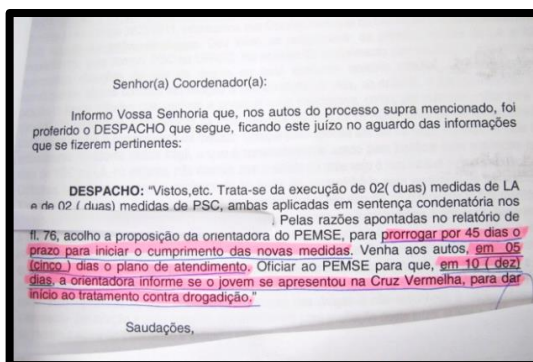 Senhor(a) Coordenador(a):
Informo Vossa Senhoria que, nos autos do processo supra mencionado, foi
proferido o DESPACHO que segue, ficando este juízo no aguardo das informações
que se fizerem pertinentes:
DESPACHO: "Vistos,etc. Trata-se da execução de 02( duas) medidas de LA
e de 02 ( duas) medidas de PSC, ambas aplicadas em sentença condenatória nos
. Pelas razões apontadas no relatório de
fl. 76, acolho a proposição da orientadora do PEMSE, para prorrogar por 45 dias o
prazo para iniciar o cumprimento das novas medidas. Venha aos autos, em 05
(cinco ) dias o plano de atendimento. Oficiar ao PEMSE para que, em 10 ( dez)
dias, a orientadora informe se o jovem se apresentou na Cruz Vermelha, para dar
início ao tratamento contra drogadição."
Saudações,